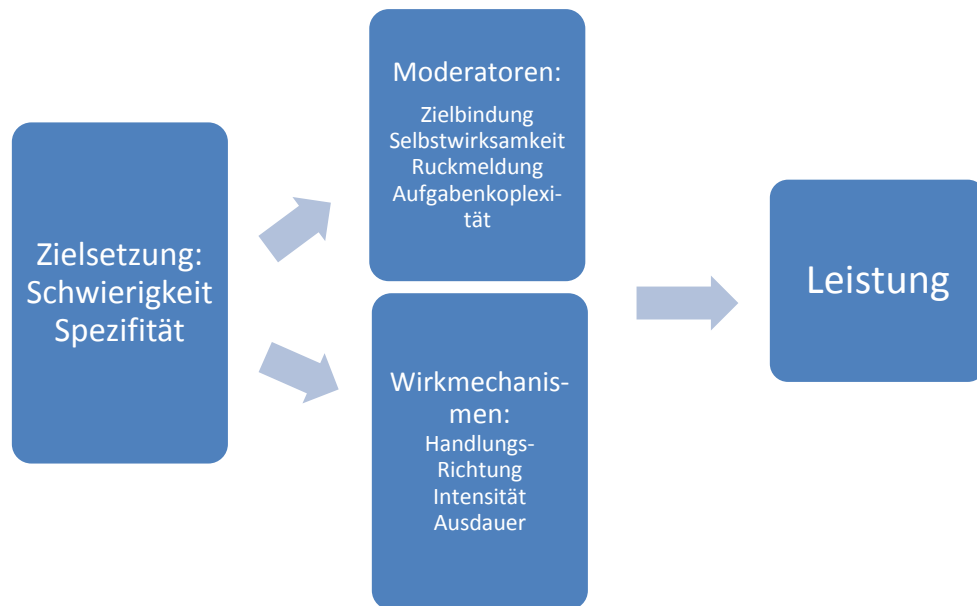 Zielsetzung:
Schwierigkeit
Spezifität
Moderatoren:
Zielbindung
Selbstwirksamkeit
Ruckmeldung
Aufgabenkoplexi-
tät
Wirkmechanis-
men:
Handlungs-
Richtung
Intensität
Ausdauer
Leistung